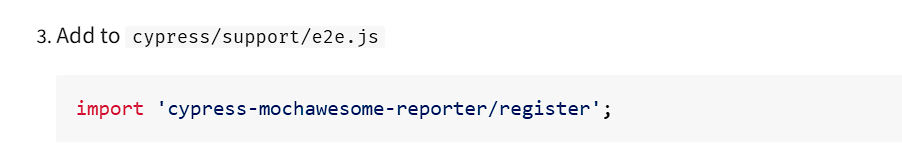 3. Add to cypress/support/e2e.js
import 'cypress-mochawesome-reporter/register';